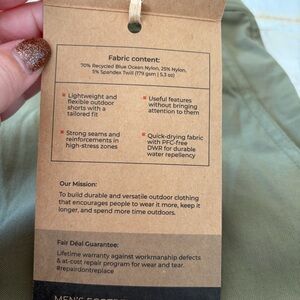 Fabric content:
70% Recycled Blue Ocean Nylon, 25% Nylon,
5% Spandex Twill (179 gsm | 5.3 oz)
Lightweight and
flexible outdoor
shorts with a
tailored fit
Useful features
without bringing
attention to them
Strong seams and
reinforcements in
high-stress zones
Quick-drying fabric
with PFC-free
DWR for durable
water repellency
Our Mission:
To build durable and versatile outdoor clothing
that encourages people to wear it more, keep it
longer, and spend more time outdoors.
Fair Déal Guarantee:
Lifetime warranty against workmanship defects
& at-cost repair program for wear and tear.
#repairdontreplace
MEN'S